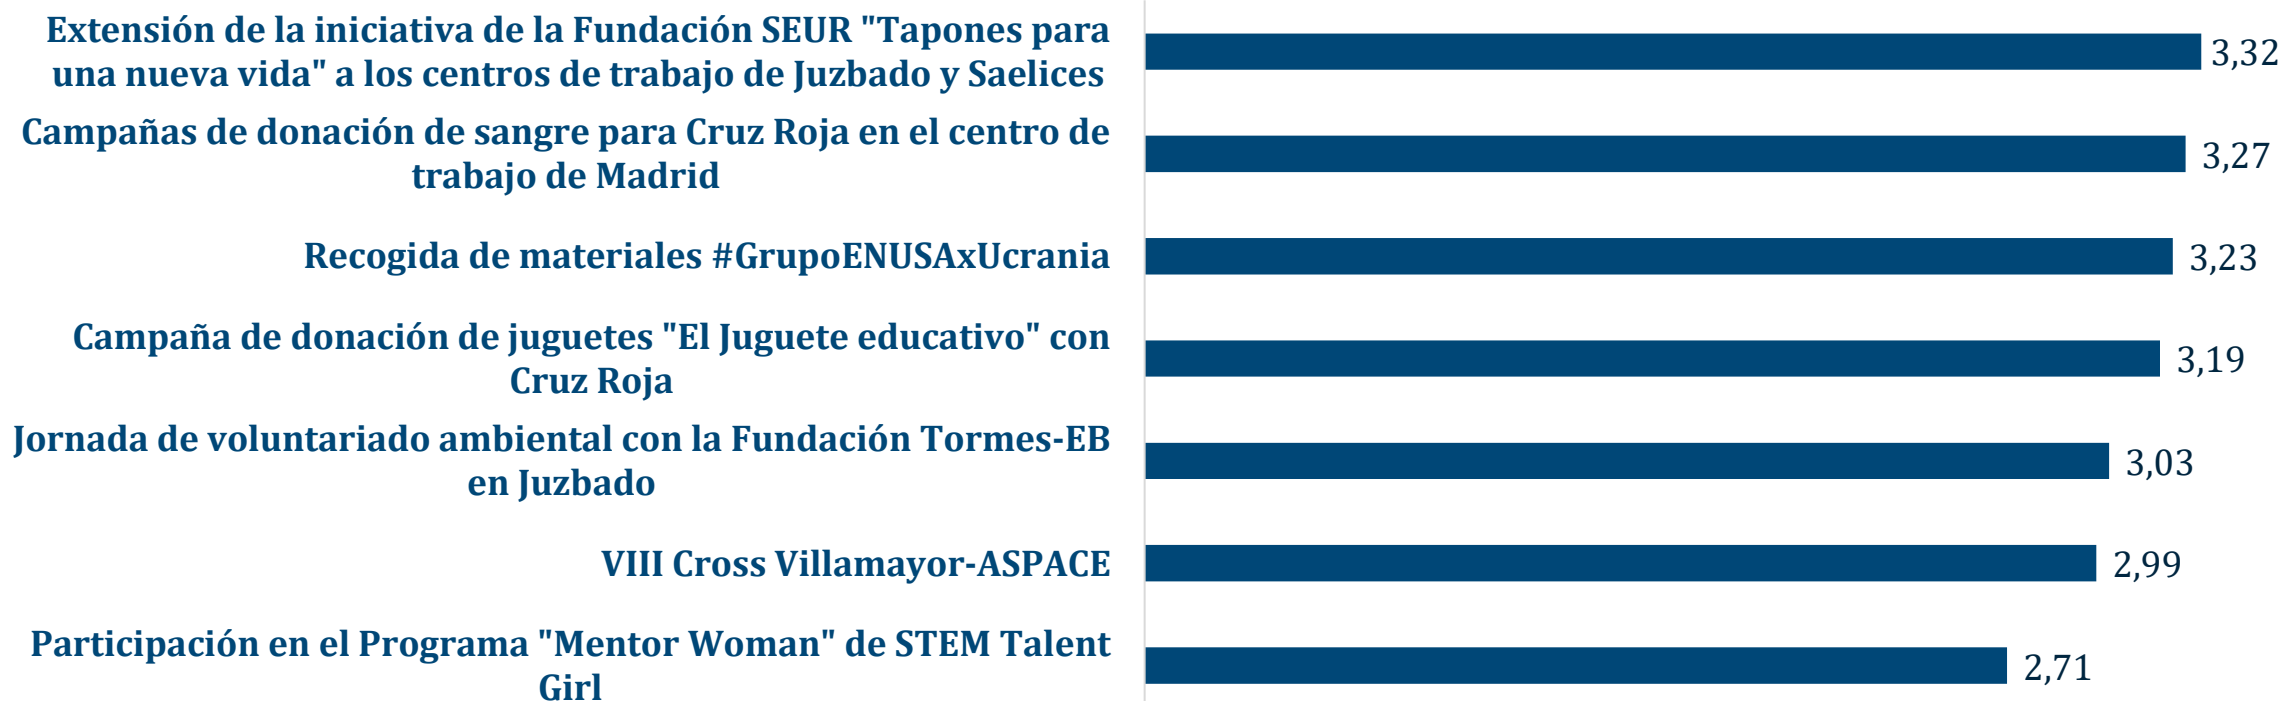 Extensión de la iniciativa de la Fundación SEUR "Tapones para
una nueva vida" a los centros de trabajo de Juzbado y Saelices
3,32
Campañas de donación de sangre para Cruz Roja en el centro de
trabajo de Madrid
3,27
Recogida de materiales #GrupoENUSAxUcrania
3,23
Campaña de donación de juguetes "El Juguete educativo" con
Cruz Roja
3,19
Jornada de voluntariado ambiental con la Fundación Tormes-EB
en Juzbado
3,03
VIII Cross Villamayor-ASPACE
2,99
Participación en el Programa "Mentor Woman" de STEM Talent
Girl
2,71